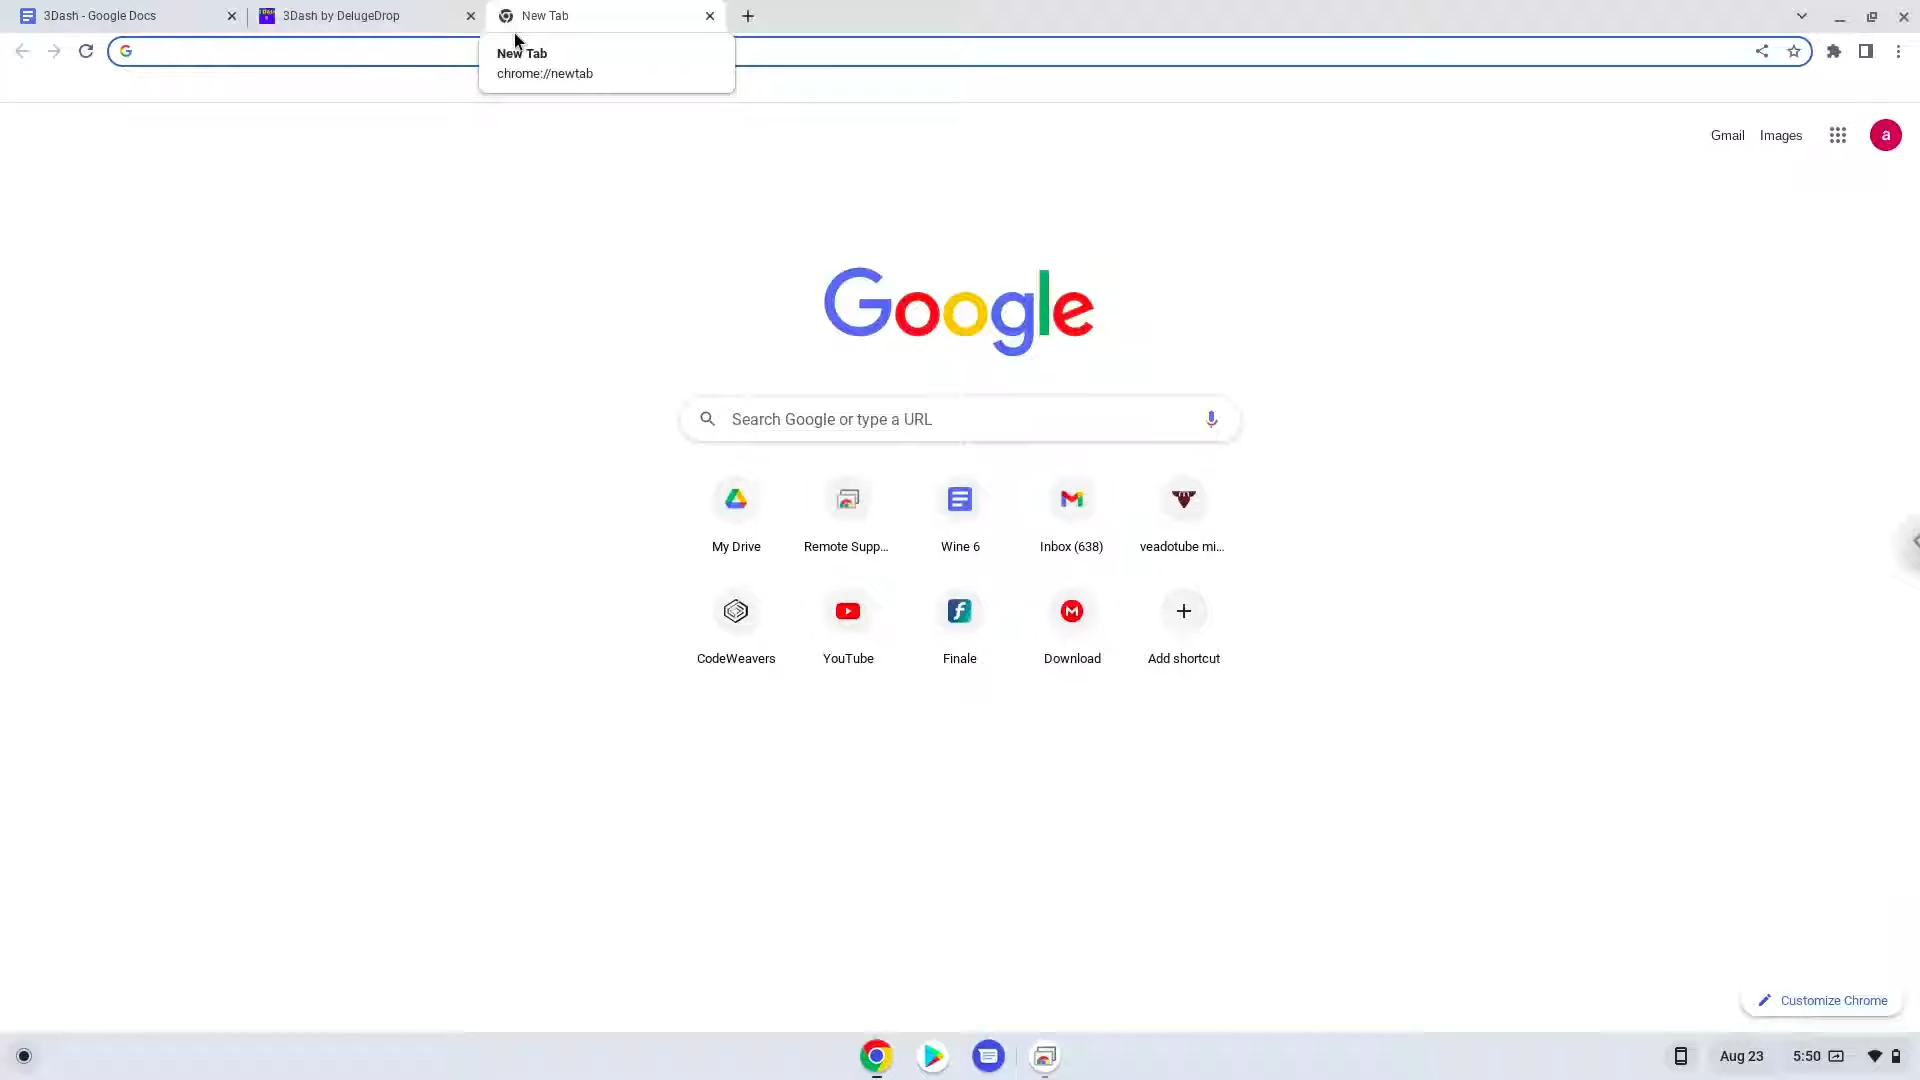 3Dash - Google Docs
3Dash by DelugeDrop
New Tab
New Tab
chrome://newtab
Gmail
Images
a
Google
Search Google or type a URL
My Drive
Remote Supp...
Wine 6
Inbox (638)
veadotube mi...
CodeWeavers
YouTube
Finale
Download
Add shortcut
Customize Chrome
Aug 23
5:50